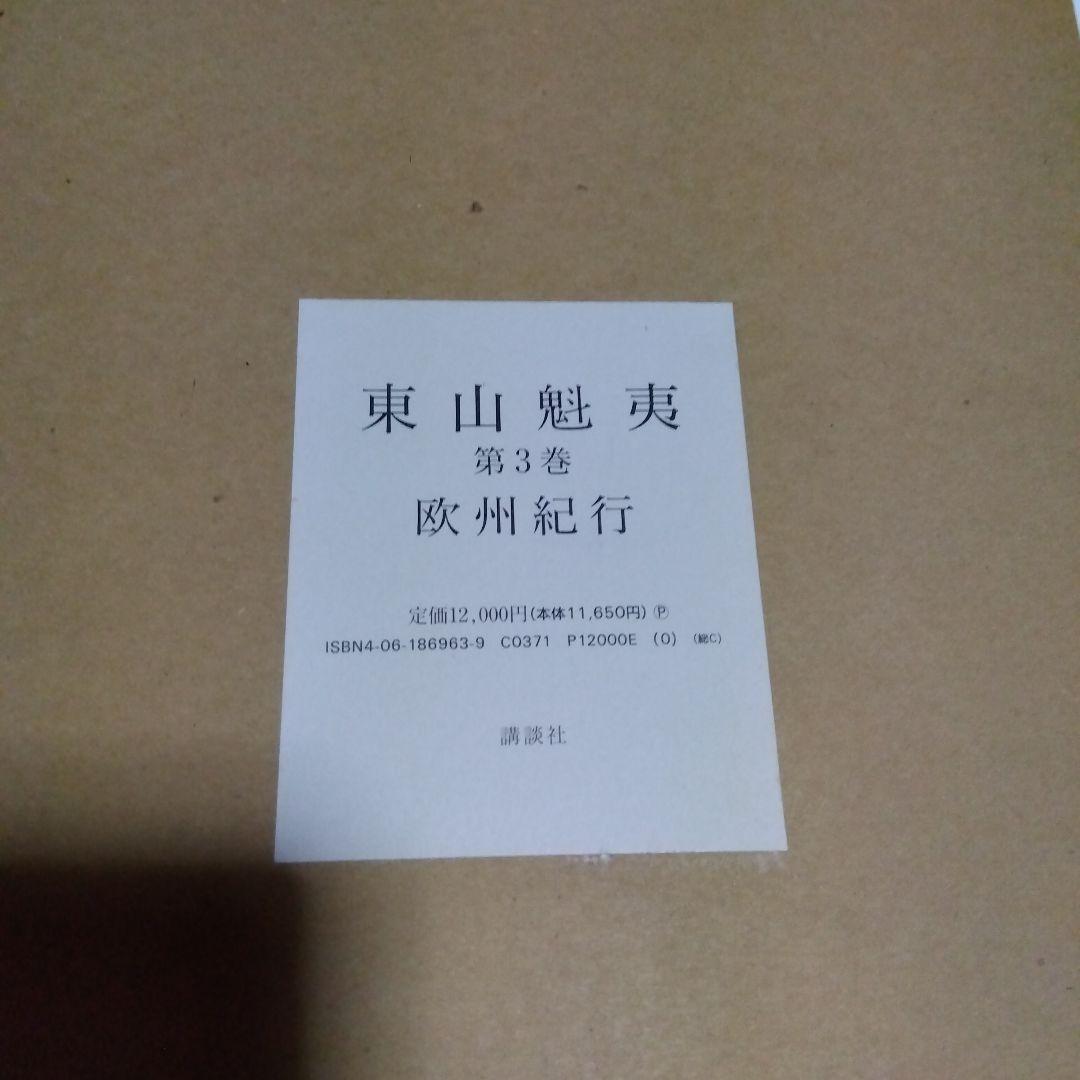 東山魁夷
第3巻
欧州紀行
定価12,000円(本体11,650円) Ⓟ
ISBN4-06-186963-9 C0371 P12000E (0) (総C)
講談社